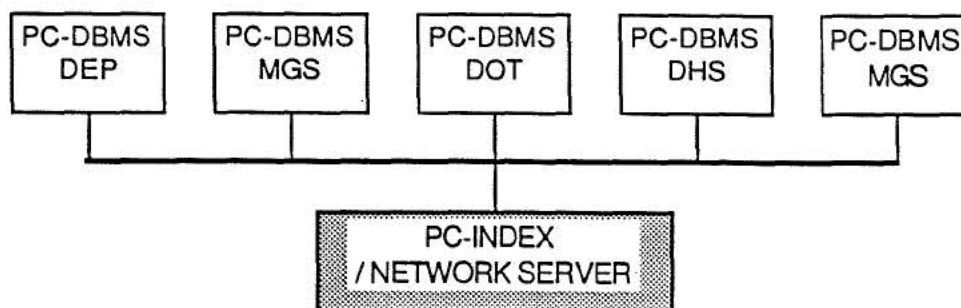 PC-DBMS
DEP
PC-DBMS
MGS
PC-DBMS
DOT
PC-DBMS
DHS
PC-DBMS
MGS
PC-INDEX
/ NETWORK SERVER